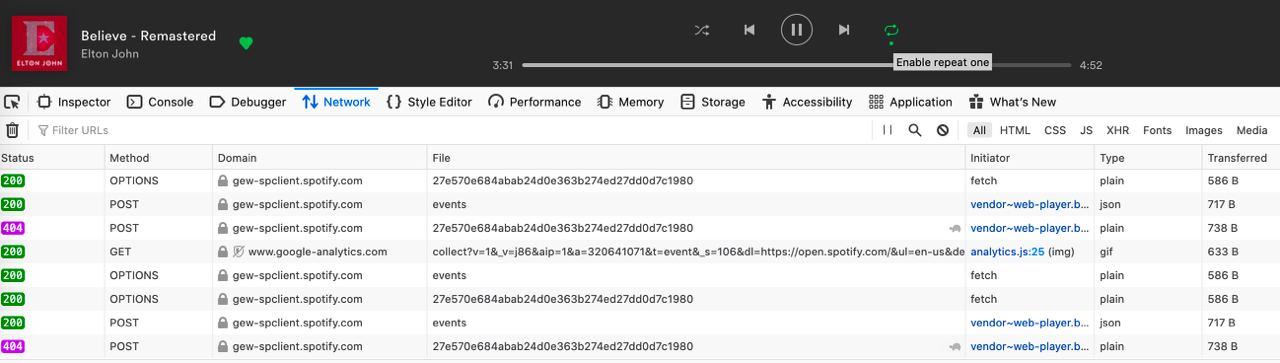 E
ELTON JOHN
Believe - Remastered
Elton John
Enable repeat one
3:31 4:52
Inspector Console Debugger Network Style Editor Performance Memory Storage Accessibility Application What's New
Filter URLs All HTML CSS JS XHR Fonts Images Media
Status Method Domain File Initiator Type Transferred
200 OPTIONS gew-spclient.spotify.com 27e570e684abab24d0e363b274ed27dd0d7c1980 fetch plain 586 B
200 POST gew-spclient.spotify.com events vendor~web-player.b... json 717 B
404 POST gew-spclient.spotify.com 27e570e684abab24d0e363b274ed27dd0d7c1980 vendor~web-player.b... plain 738 B
200 GET www.google-analytics.com collect?v=1&_v=j86&aip=1&a=320641071&t=event&_s=106&dl=https://open.spotify.com/&ul=en-us&de analytics.js:25 (img) gif 633 B
200 OPTIONS gew-spclient.spotify.com events fetch plain 586 B
200 OPTIONS gew-spclient.spotify.com 27e570e684abab24d0e363b274ed27dd0d7c1980 fetch plain 586 B
200 POST gew-spclient.spotify.com events vendor~web-player.b... json 717 B
404 POST gew-spclient.spotify.com 27e570e684abab24d0e363b274ed27dd0d7c1980 vendor~web-player.b... plain 738 B